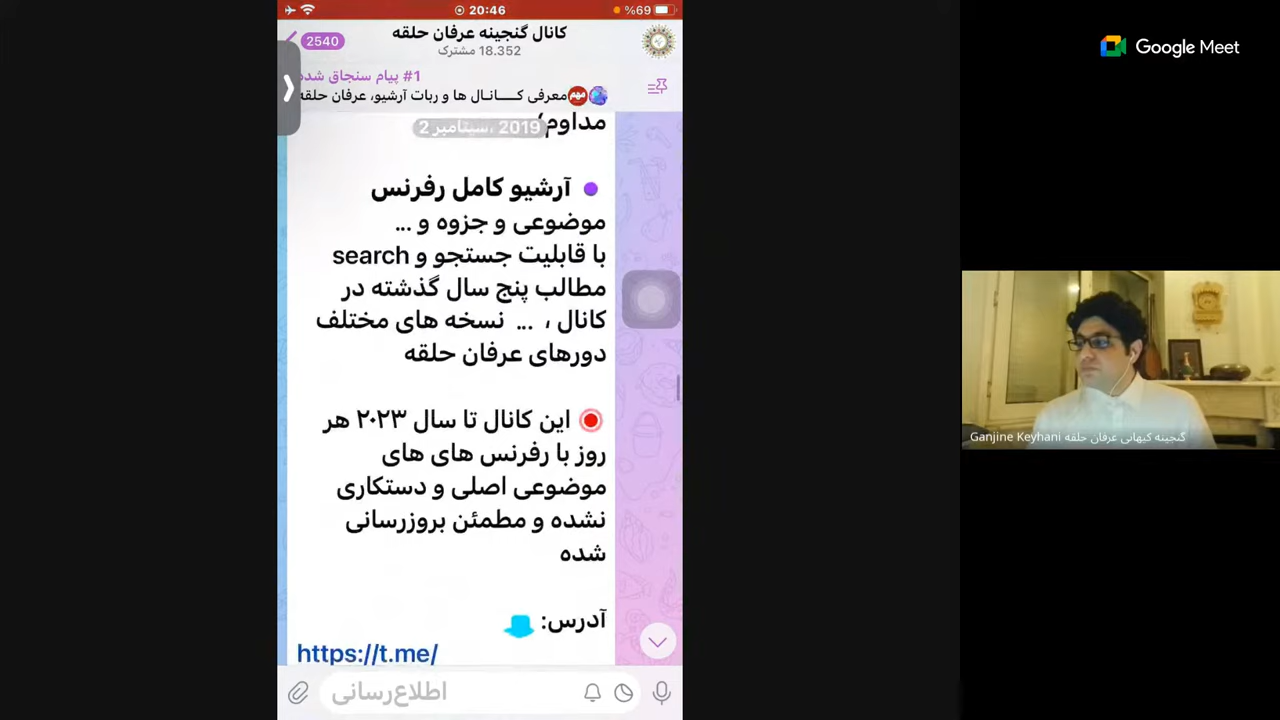 20:46
%69
2540
کانال گنجینه عرفان حلقه
18.352 مشترک
#1 پیام سنجاق شده
معرفی کـــانـال ها و ربات آرشیو، عرفان حلقه
مهم
مداوم،
2 سپتامبر، 2019
آرشیو کامل رفرنس
موضوعی و جزوه و ...
با قابلیت جستجو و search
مطالب پنج سال گذشته در
کانال ، ... نسخه های مختلف
دورهای عرفان حلقه
این کانال تا سال ۲۰۲۳ هر
روز با رفرنس های های
موضوعی اصلی و دستکاری
نشده و مطمئن بروزرسانی
شده
آدرس:
https://t.me/
اطلاع‌رسانی
Google Meet
Ganjine Keyhani گنجینه کیهانی عرفان حلقه